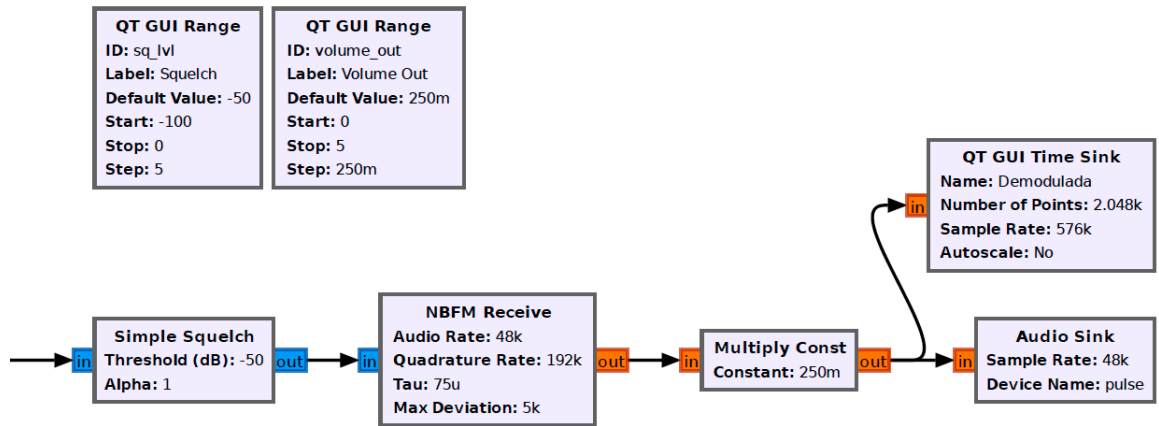 QT GUI Range
ID: sq_lvl
Label: Squelch
Default Value: -50
Start: -100
Stop: 0
Step: 5
QT GUI Range
ID: volume_out
Label: Volume Out
Default Value: 250m
Start: 0
Stop: 5
Step: 250m
QT GUI Time Sink
Name: Demodulada
Number of Points: 2.048k
Sample Rate: 576k
Autoscale: No
in
Simple Squelch
Threshold (dB): -50
Alpha: 1
in
out
NBFM Receive
Audio Rate: 48k
Quadrature Rate: 192k
Tau: 75u
Max Deviation: 5k
in
out
Multiply Const
Constant: 250m
in
out
Audio Sink
Sample Rate: 48k
Device Name: pulse
in